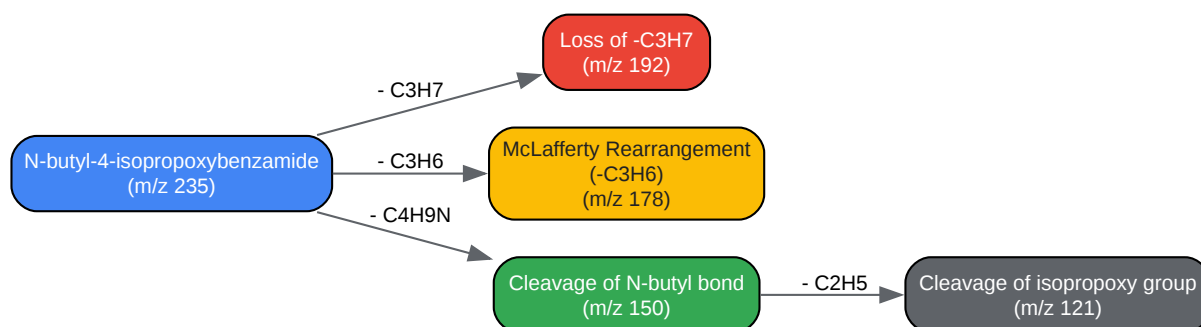 Loss of -C3H7
(m/z 192)
- C3H7
N-butyl-4-isopropoxybenzamide
(m/z 235)
- C3H6
McLafferty Rearrangement
(-C3H6)
(m/z 178)
- C4H9N
Cleavage of N-butyl bond
(m/z 150)
- C2H5
Cleavage of isopropoxy group
(m/z 121)